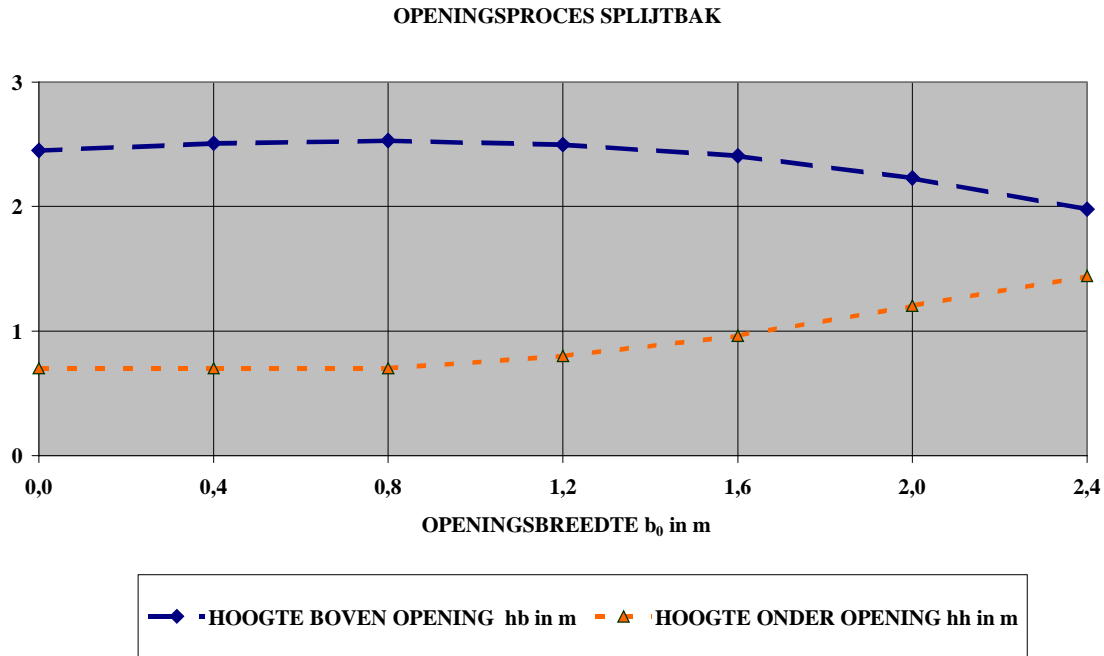 OPENINGSPROCES SPLIJTBAK
3
2
1
0
0,0 0,4 0,8 1,2 1,6 2,0 2,4
OPENINGSBREEDTE b₀ in m
HOOGTE BOVEN OPENING hb in m HOOGTE ONDER OPENING hh in m